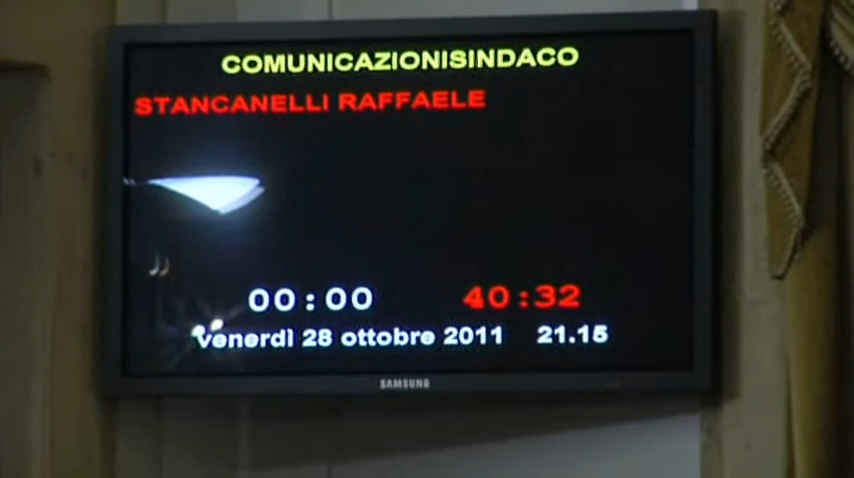 COMUNICAZIONISINDACO
STANCANELLI RAFFAELE
00:00 40:32
venerdì 28 ottobre 2011 21.15
SAMSUNG